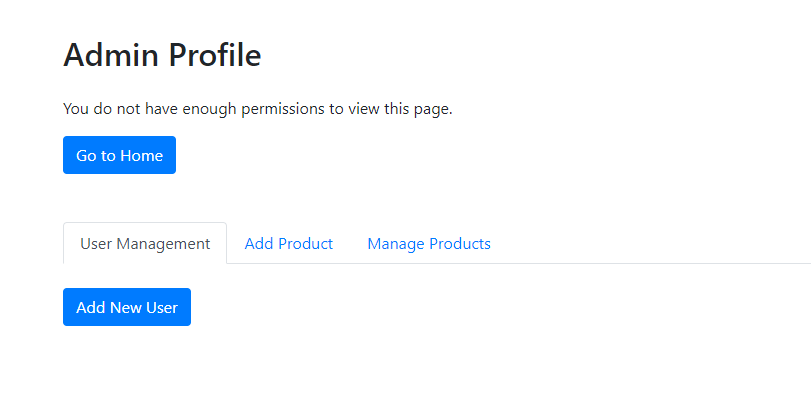 Admin Profile
You do not have enough permissions to view this page.
Go to Home
User Management Add Product Manage Products
Add New User